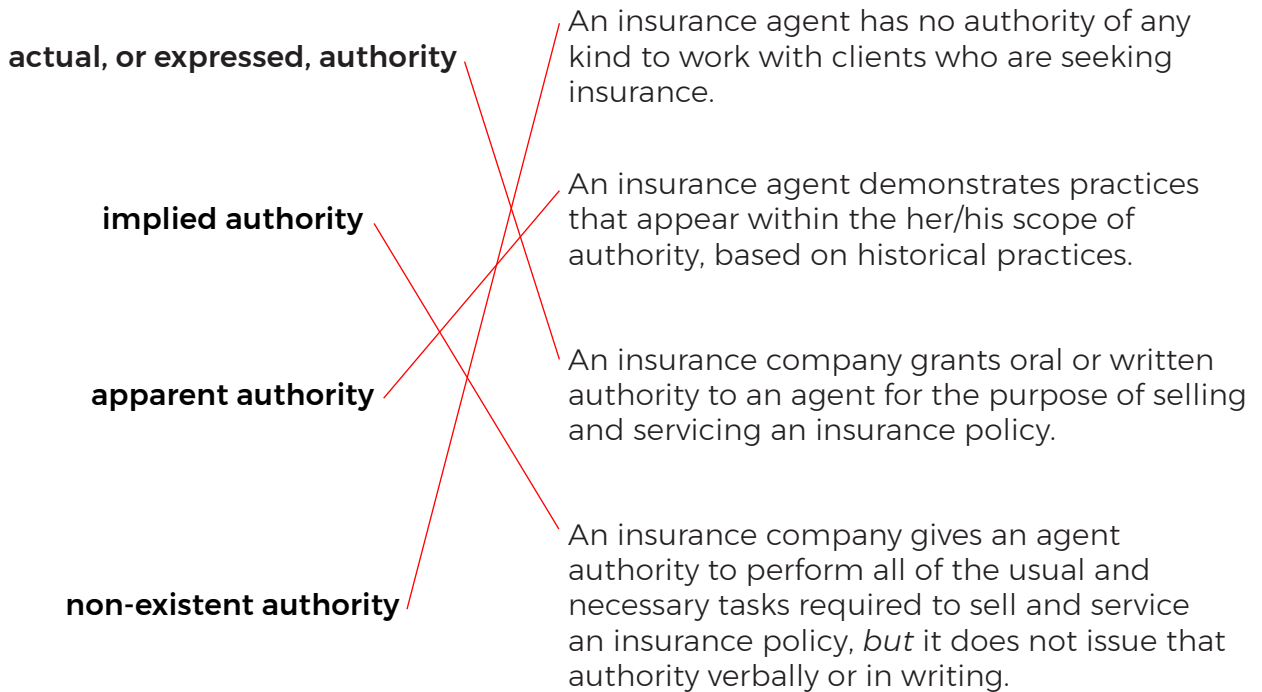 actual, or expressed, authority
implied authority
apparent authority
non-existent authority
An insurance agent has no authority of any
kind to work with clients who are seeking
insurance.
An insurance agent demonstrates practices
that appear within the her/his scope of
authority, based on historical practices.
An insurance company grants oral or written
authority to an agent for the purpose of selling
and servicing an insurance policy.
An insurance company gives an agent
authority to perform all of the usual and
necessary tasks required to sell and service
an insurance policy, but it does not issue that
authority verbally or in writing.